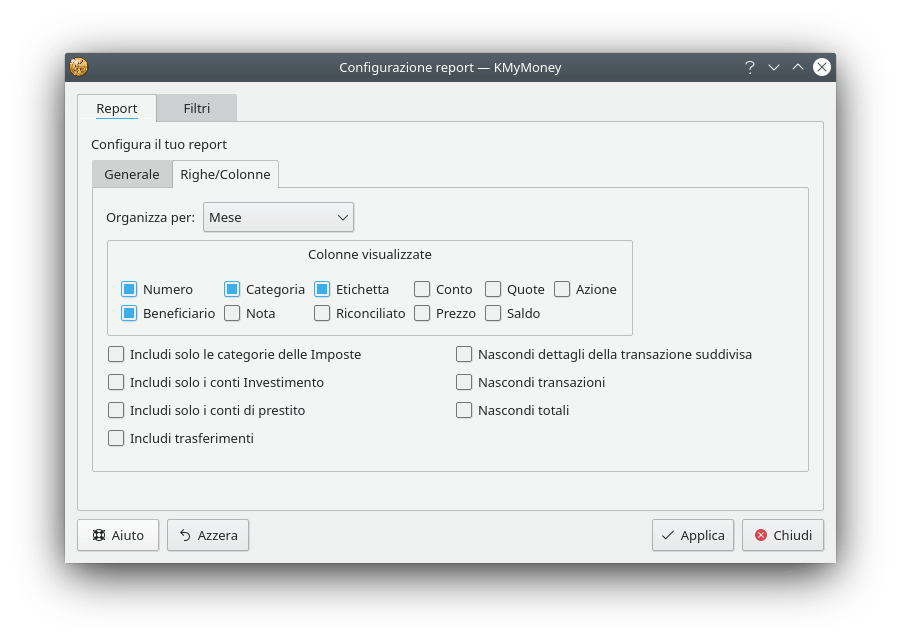 Configurazione report — KMyMoney
Report Filtri
Configura il tuo report
Generale Righe/Colonne
Organizza per: Mese
Colonne visualizzate
Numero Categoria Etichetta Conto Quote Azione
Beneficiario Nota Riconciliato Prezzo Saldo
Includi solo le categorie delle Imposte Nascondi dettagli della transazione suddivisa
Includi solo i conti Investimento Nascondi transazioni
Includi solo i conti di prestito Nascondi totali
Includi trasferimenti
Aiuto Azzera Applica Chiudi